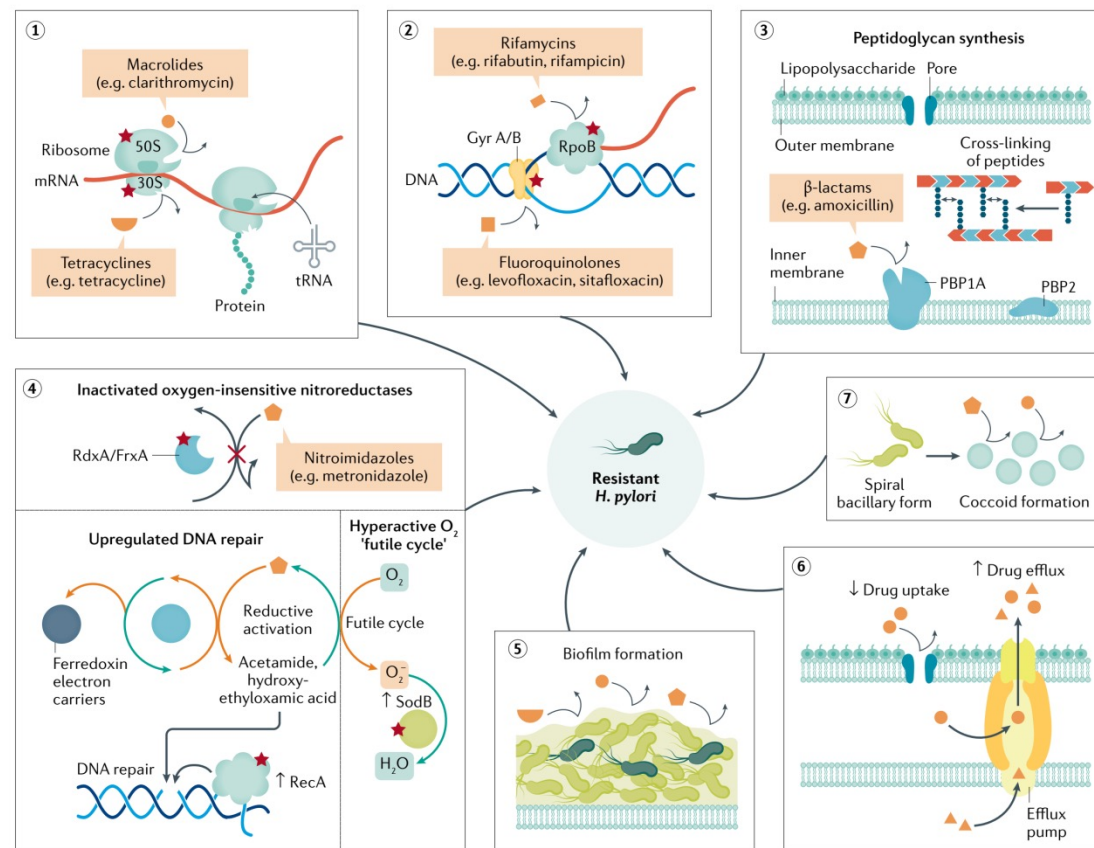 1
Macrolides
(e.g. clarithromycin)
Ribosome
50S
mRNA
30S
Tetracyclines
(e.g. tetracycline)
tRNA
Protein
2
Rifamycins
(e.g. rifabutin, rifampicin)
Gyr A/B
RpoB
DNA
Fluoroquinolones
(e.g. levofloxacin, sitafloxacin)
3
Peptidoglycan synthesis
Lipopolysaccharide
Pore
Outer membrane
Cross-linking
of peptides
β-lactams
(e.g. amoxicillin)
Inner
membrane
PBP1A
PBP2
4
Inactivated oxygen-insensitive nitroreductases
RdxA/FrxA
Nitroimidazoles
(e.g. metronidazole)
Upregulated DNA repair
Reductive
activation
Ferredoxin
electron
carriers
Acetamide,
hydroxy-
ethyloxamic acid
DNA repair
↑ RecA
Hyperactive O₂
'futile cycle'
O₂
Futile cycle
O₂⁻
↑ SodB
H₂O
Resistant
H. pylori
7
Spiral
bacillary form
Coccoid formation
5
Biofilm formation
6
↑ Drug efflux
↓ Drug uptake
Efflux
pump